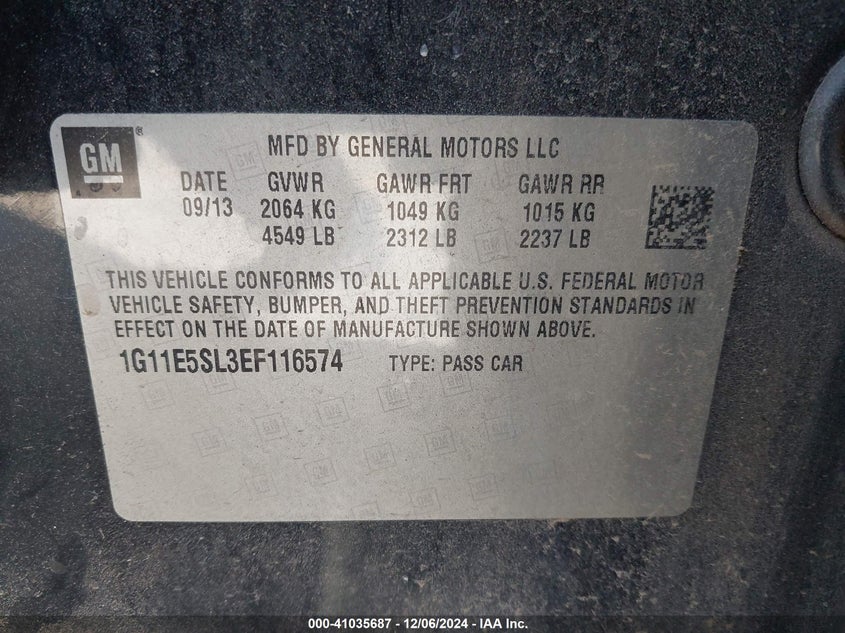 GM
MFD BY GENERAL MOTORS LLC
DATE GVWR GAWR FRT GAWR RR
09/13 2064 KG 1049 KG 1015 KG
4549 LB 2312 LB 2237 LB
THIS VEHICLE CONFORMS TO ALL APPLICABLE U.S. FEDERAL MOTOR
VEHICLE SAFETY, BUMPER, AND THEFT PREVENTION STANDARDS IN
EFFECT ON THE DATE OF MANUFACTURE SHOWN ABOVE.
1G11E5SL3EF116574 TYPE: PASS CAR
000-41035687 - 12/06/2024 - IAA Inc.